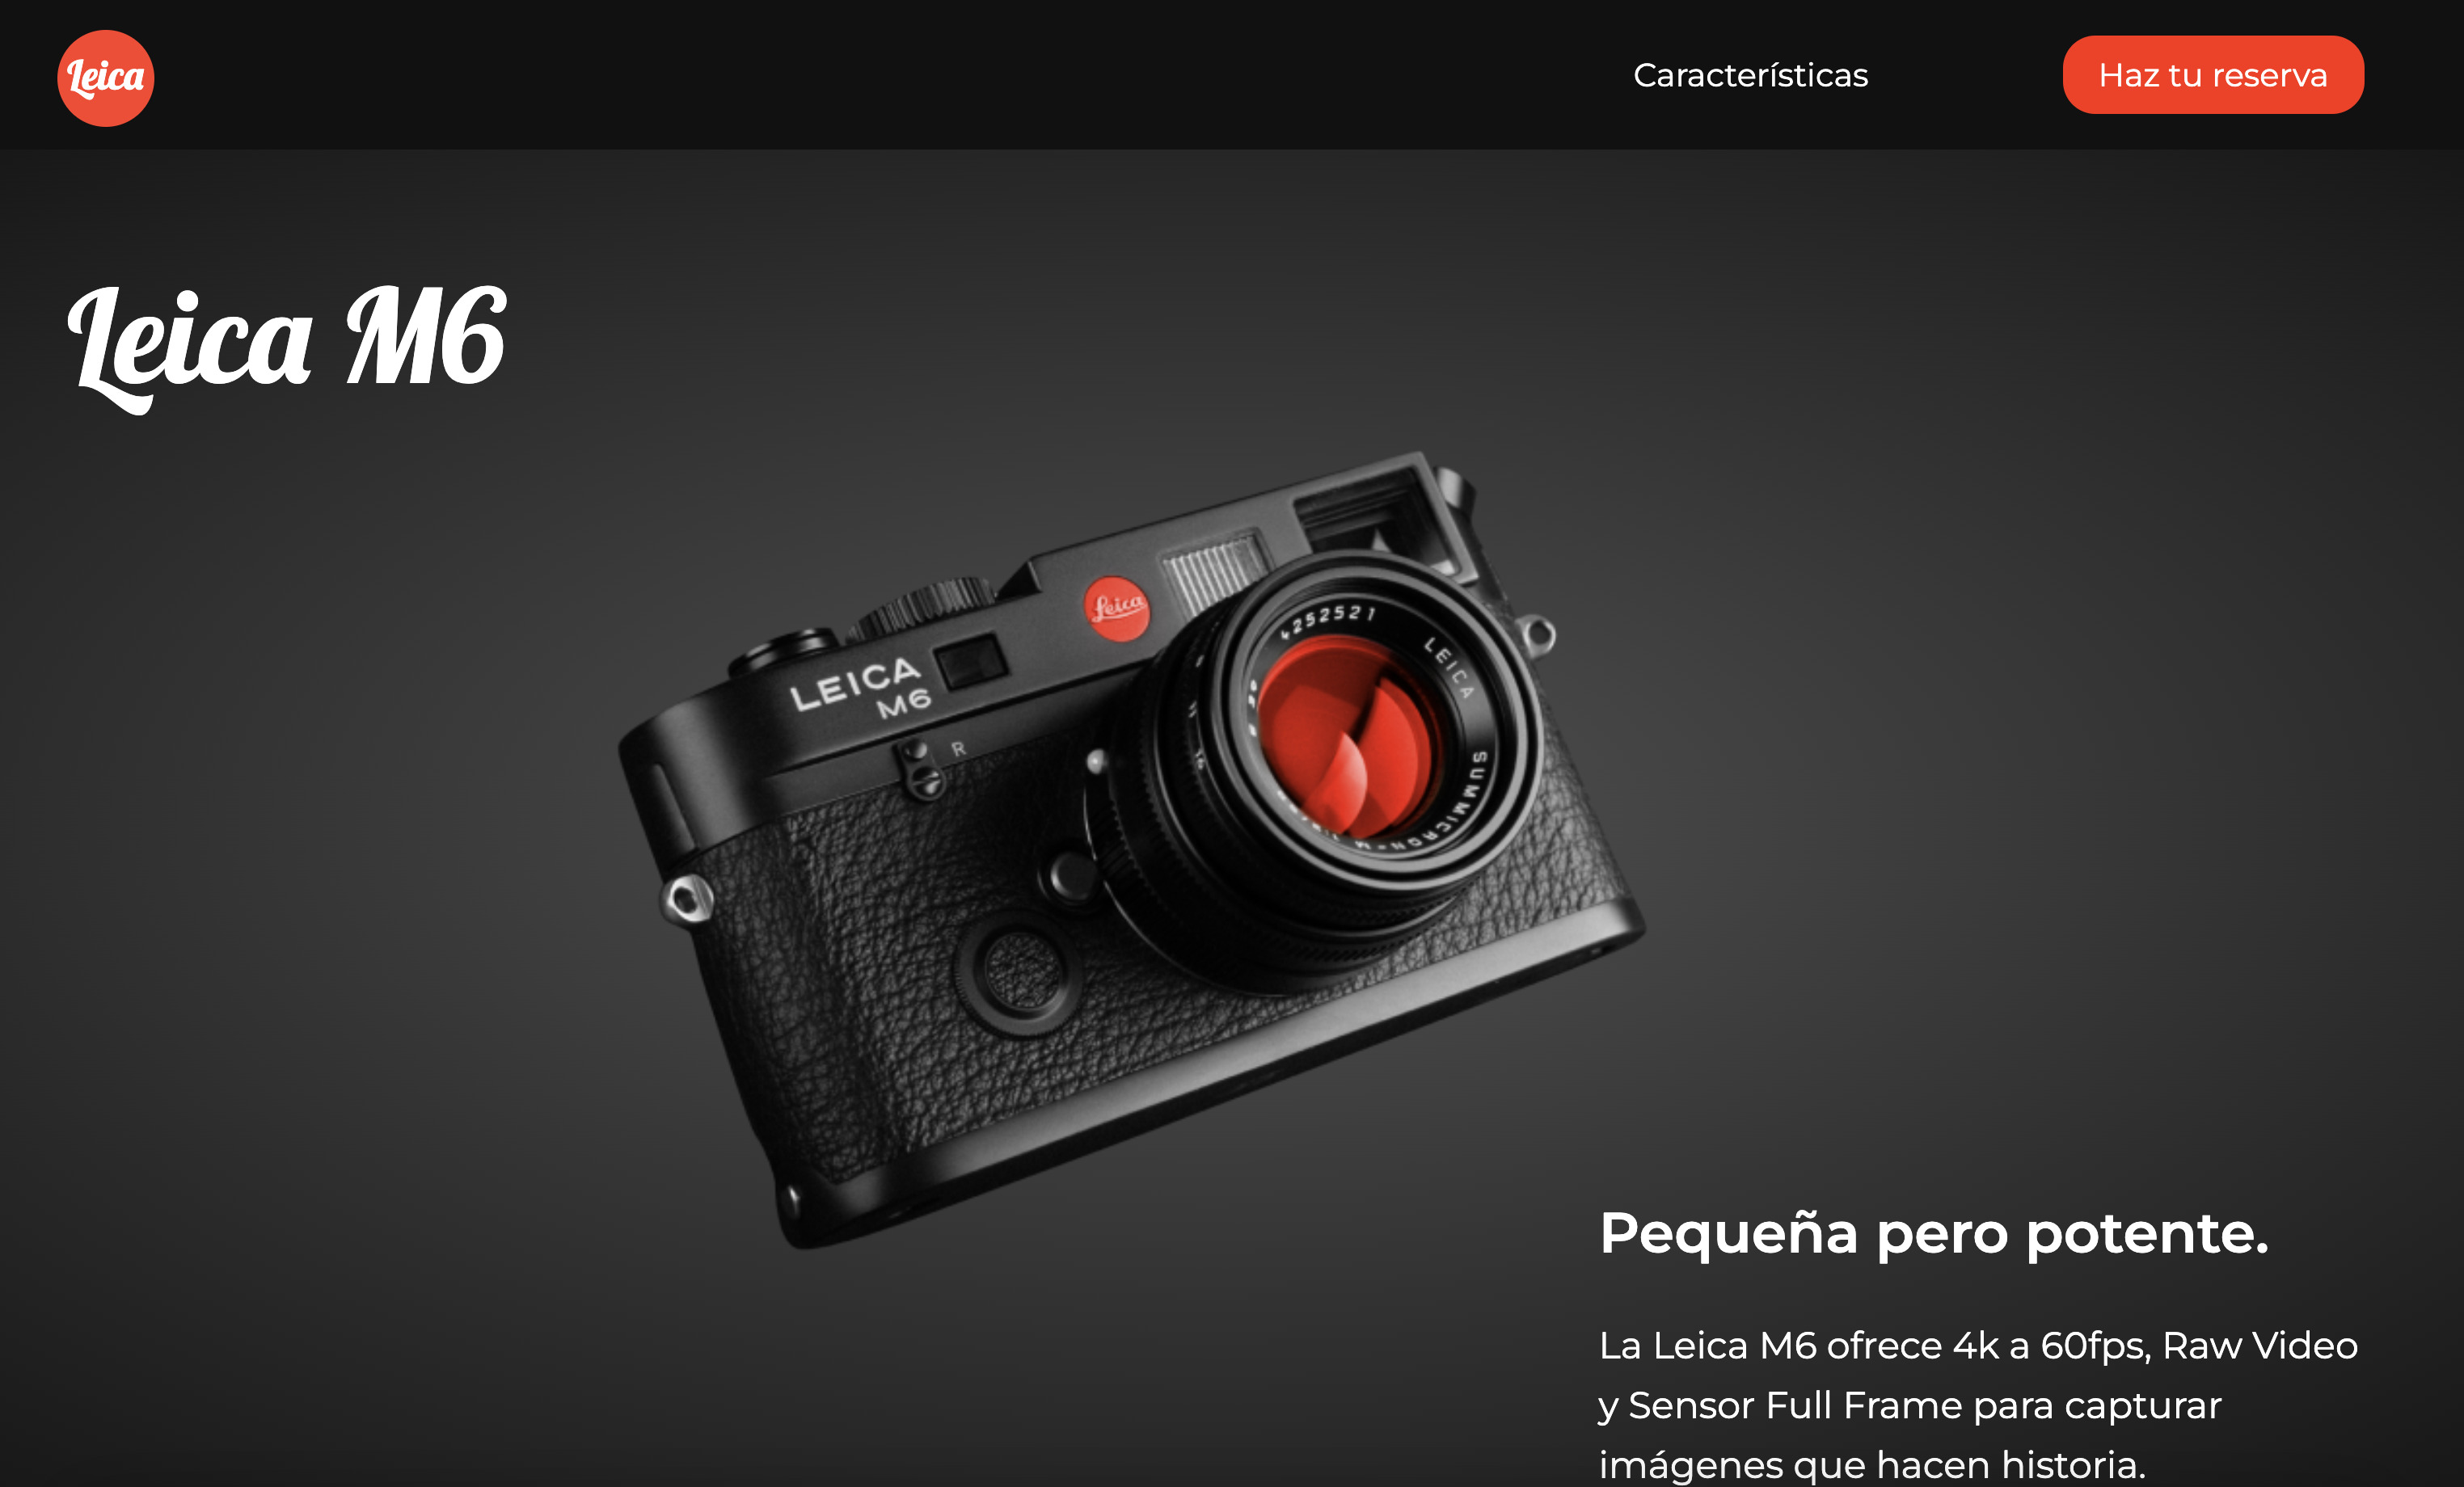 Leica
Características
Haz tu reserva
Leica M6
Leica
LEICA
M6
R
4252521
LEICA
SUMMICRON-M
Pequeña pero potente.
La Leica M6 ofrece 4k a 60fps, Raw Video
y Sensor Full Frame para capturar
imágenes que hacen historia.